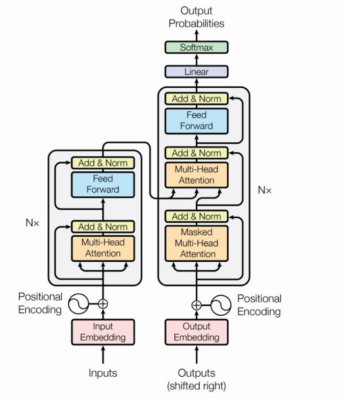 Output
Probabilities
Softmax
Linear
Add & Norm
Feed
Forward
Add & Norm
Multi-Head
Attention
Add & Norm
Masked
Multi-Head
Attention
Nx
Positional
Encoding
Output
Embedding
Outputs
(shifted right)
Add & Norm
Feed
Forward
Add & Norm
Multi-Head
Attention
Nx
Positional
Encoding
Input
Embedding
Inputs